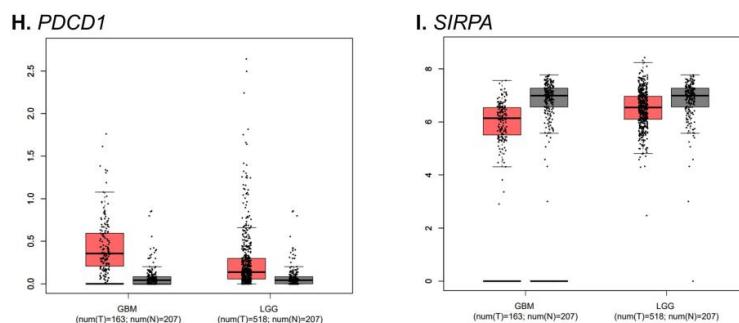 H. PDCD1
2.5
2.0
1.5
1.0
0.5
0.0
GBM
(num(T)=163; num(N)=207)
LGG
(num(T)=518; num(N)=207)
I. SIRPA
8
6
4
2
0
GBM
(num(T)=163; num(N)=207)
LGG
(num(T)=518; num(N)=207)